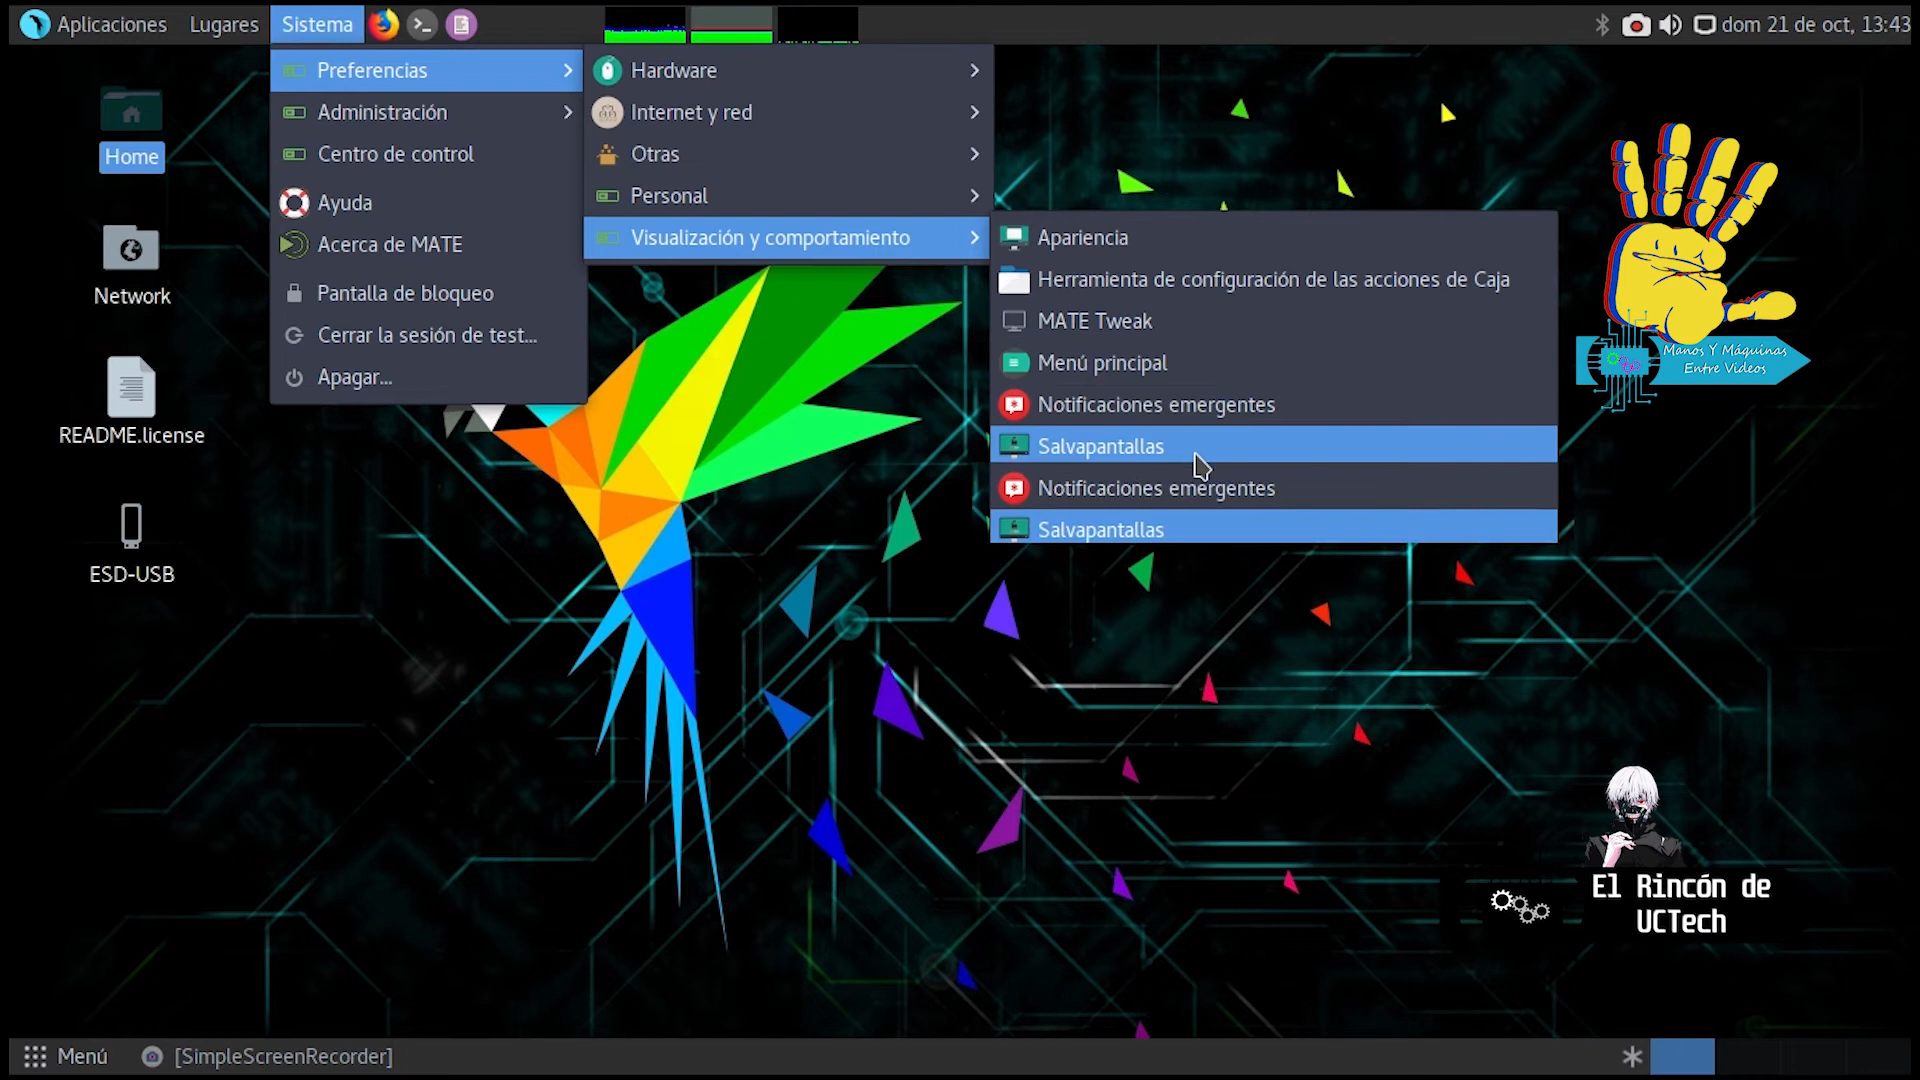 Aplicaciones Lugares Sistema
dom 21 de oct, 13:43
Preferencias
Administración
Centro de control
Ayuda
Acerca de MATE
Pantalla de bloqueo
Cerrar la sesión de test...
Apagar...
Hardware
Internet y red
Otras
Personal
Visualización y comportamiento
Apariencia
Herramienta de configuración de las acciones de Caja
MATE Tweak
Menú principal
Notificaciones emergentes
Salvapantallas
Notificaciones emergentes
Salvapantallas
Home
Network
README.license
ESD-USB
Manos Y Máquinas
Entre Videos
El Rincón de
UCTech
Menú [SimpleScreenRecorder]